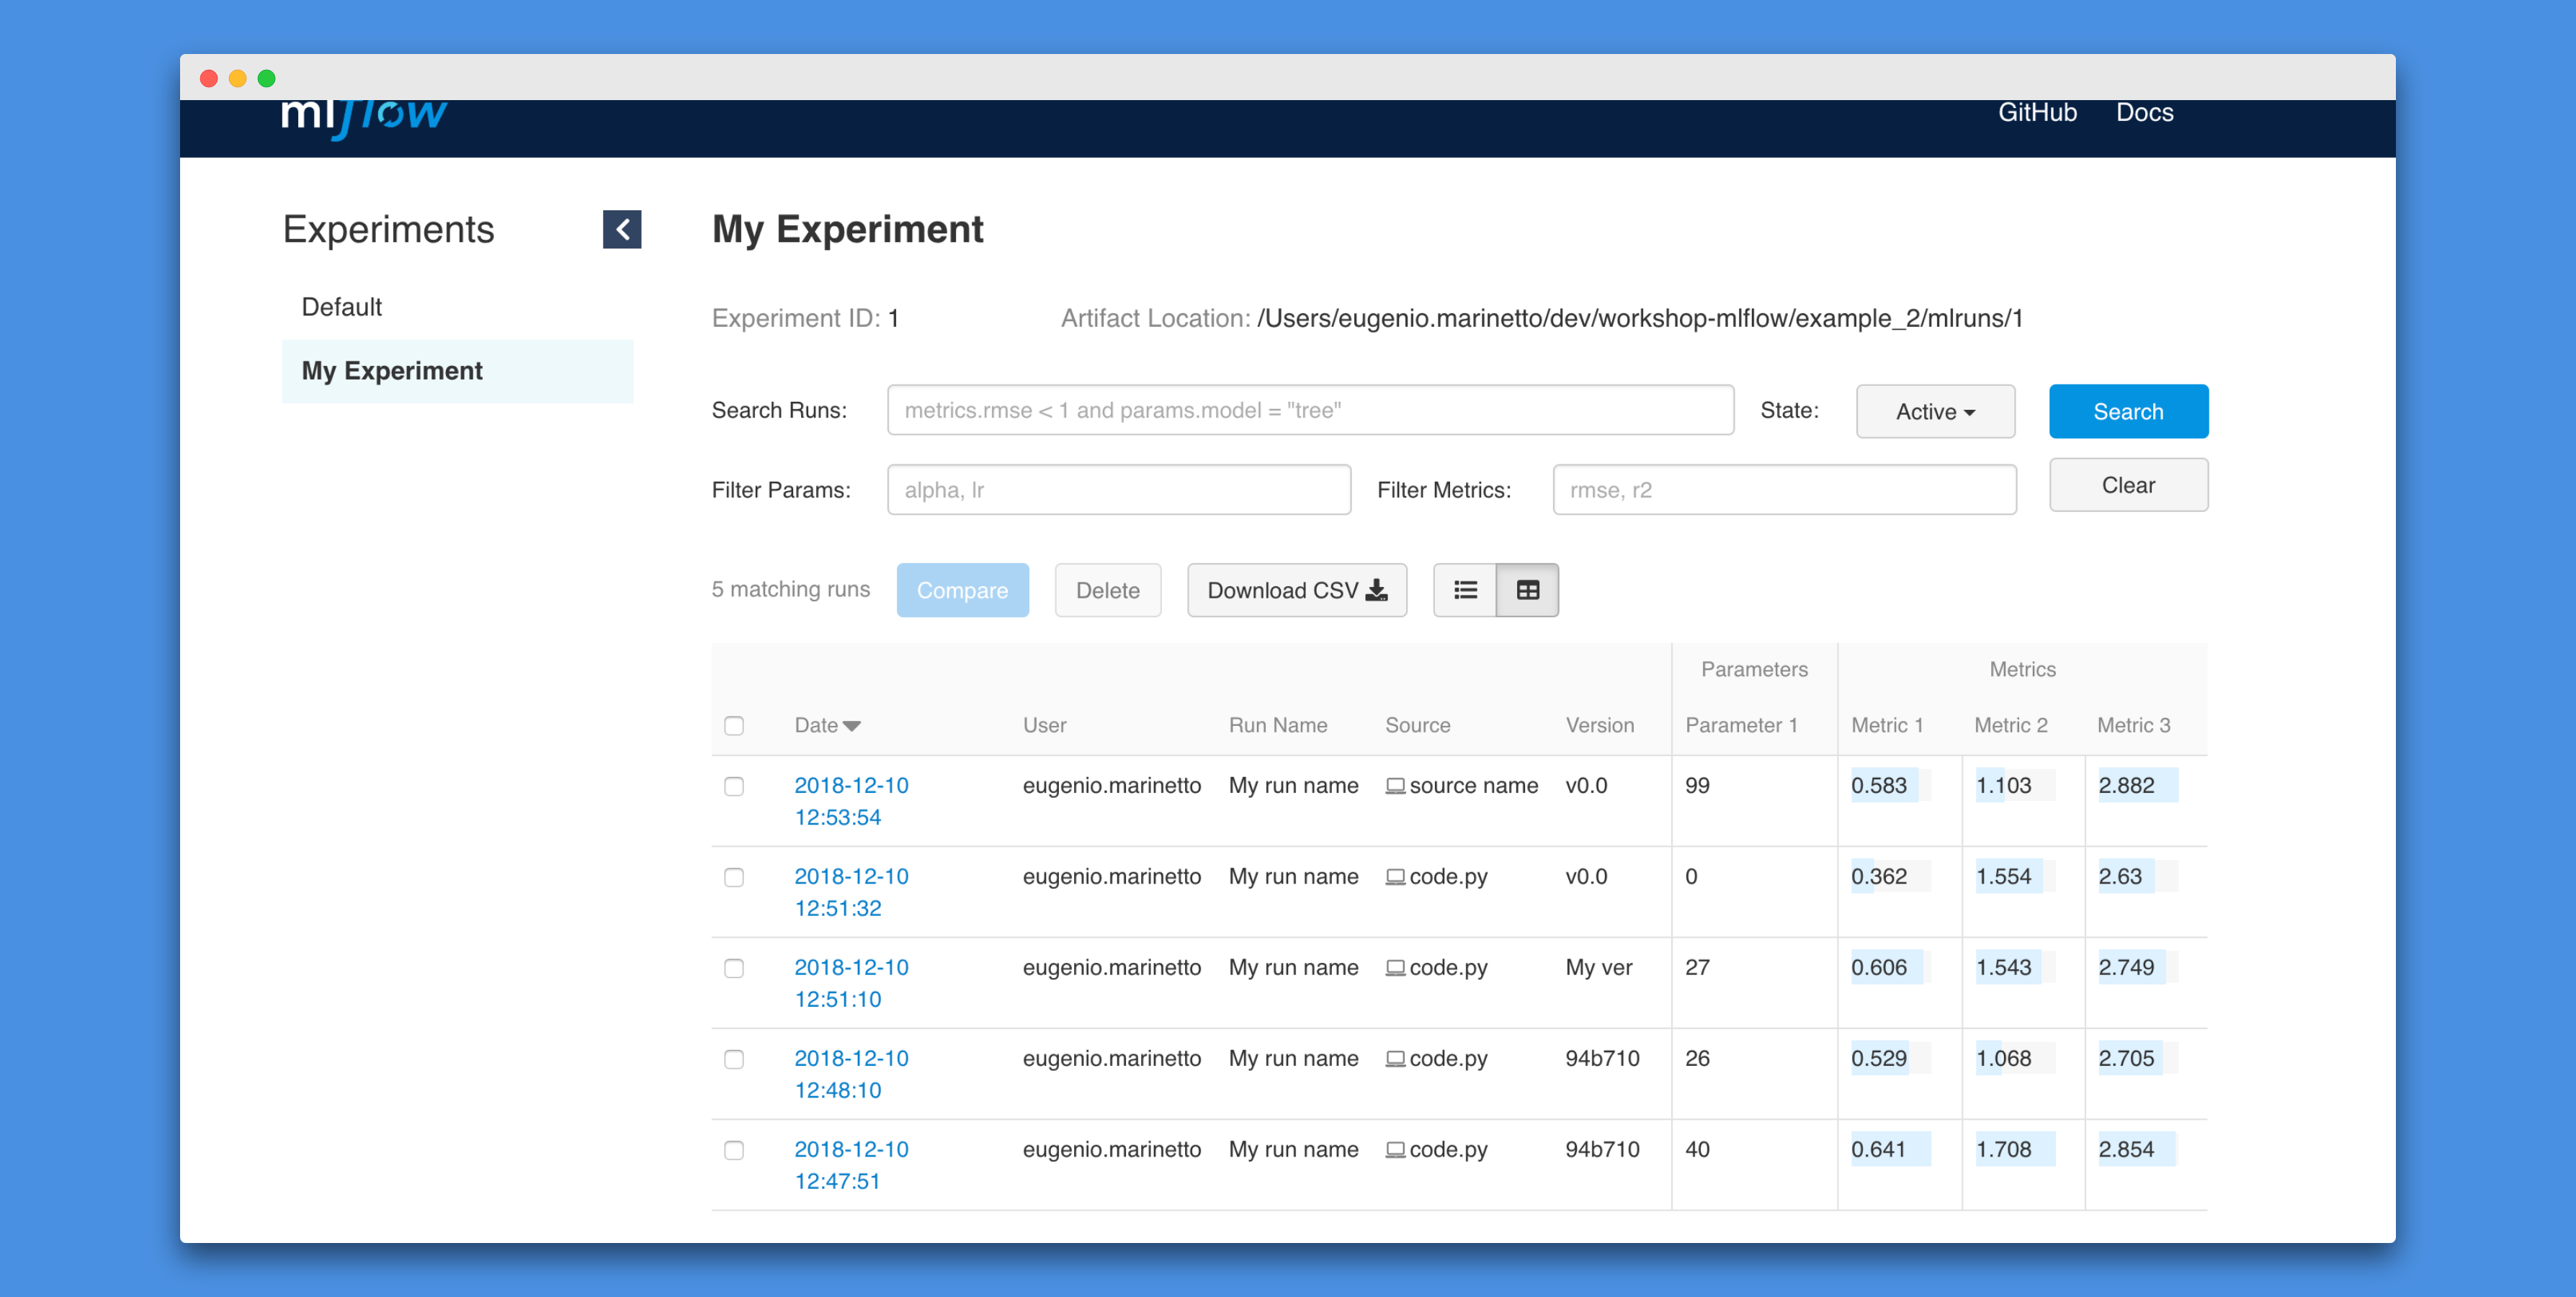 mlflow
GitHub Docs
Experiments
Default
My Experiment
My Experiment
Experiment ID: 1 Artifact Location: /Users/eugenio.marinetto/dev/workshop-mlflow/example_2/mlruns/1
Search Runs: metrics.rmse < 1 and params.model = "tree" State: Active Search
Filter Params: alpha, lr Filter Metrics: rmse, r2 Clear
5 matching runs Compare Delete Download CSV
Parameters Metrics
Date User Run Name Source Version Parameter 1 Metric 1 Metric 2 Metric 3
2018-12-10 eugenio.marinetto My run name source name v0.0 99 0.583 1.103 2.882
12:53:54
2018-12-10 eugenio.marinetto My run name code.py v0.0 0 0.362 1.554 2.63
12:51:32
2018-12-10 eugenio.marinetto My run name code.py My ver 27 0.606 1.543 2.749
12:51:10
2018-12-10 eugenio.marinetto My run name code.py 94b710 26 0.529 1.068 2.705
12:48:10
2018-12-10 eugenio.marinetto My run name code.py 94b710 40 0.641 1.708 2.854
12:47:51